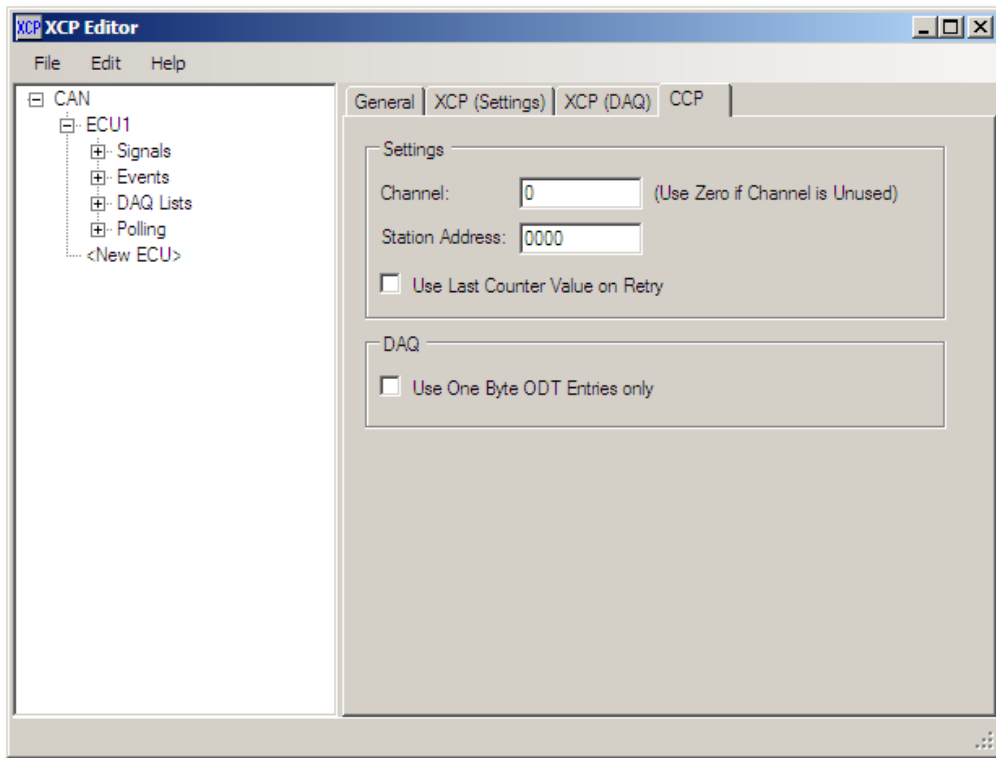 XCP XCP Editor
File Edit Help
CAN
ECU1
Signals
Events
DAQ Lists
Polling
<New ECU>
General XCP (Settings) XCP (DAQ) CCP
Settings
Channel: 0 (Use Zero if Channel is Unused)
Station Address: 0000
Use Last Counter Value on Retry
DAQ
Use One Byte ODT Entries only